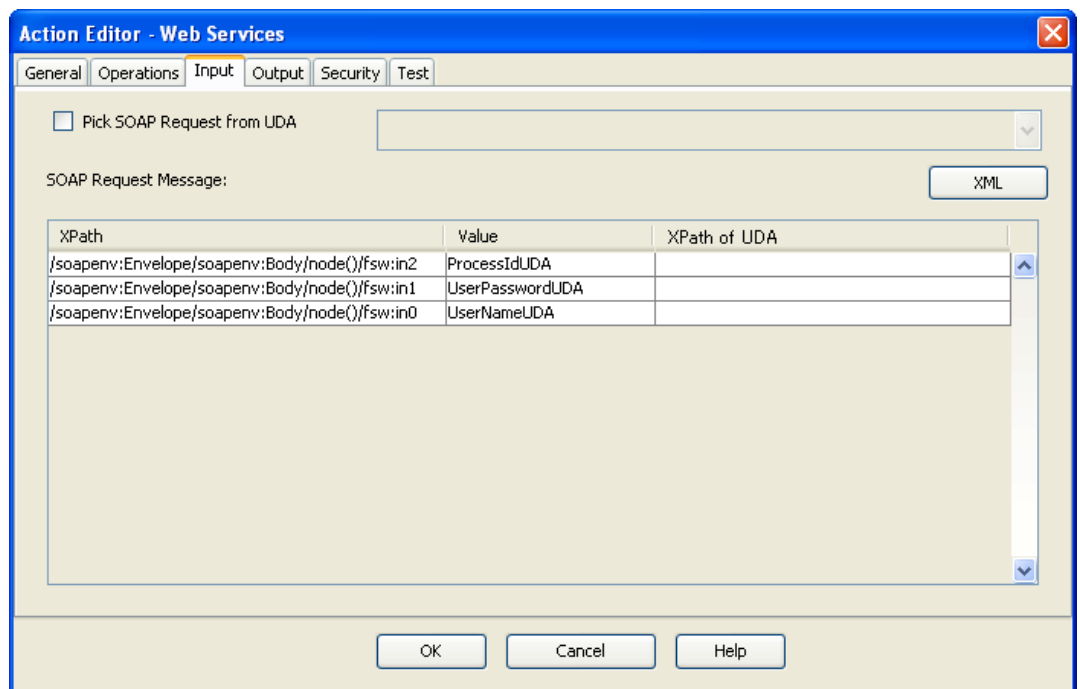 Action Editor - Web Services
General Operations Input Output Security Test
Pick SOAP Request from UDA
SOAP Request Message:
XML
XPath Value XPath of UDA
/soapenv:Envelope/soapenv:Body/node()/fsw:in2 ProcessIdUDA
/soapenv:Envelope/soapenv:Body/node()/fsw:in1 UserPasswordUDA
/soapenv:Envelope/soapenv:Body/node()/fsw:in0 UserNameUDA
OK Cancel Help